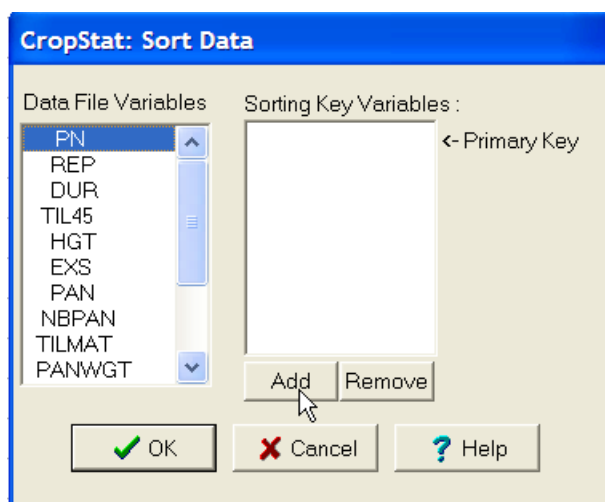 CropStat: Sort Data
Data File Variables
PN
REP
DUR
TIL45
HGT
EXS
PAN
NBPAN
TILMAT
PANWGT
Sorting Key Variables :
<- Primary Key
Add
Remove
OK
Cancel
? Help